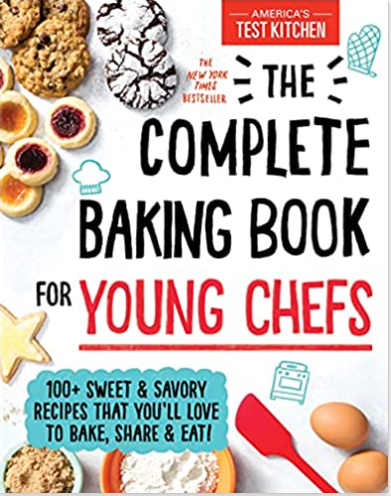 AMERICA'S
TEST KITCHEN
THE
NEW YORK
TIMES
BESTSELLER
THE
COMPLETE
BAKING BOOK
FOR YOUNG CHEFS
100+ SWEET & SAVORY
RECIPES THAT YOU'LL LOVE
TO BAKE, SHARE & EAT!